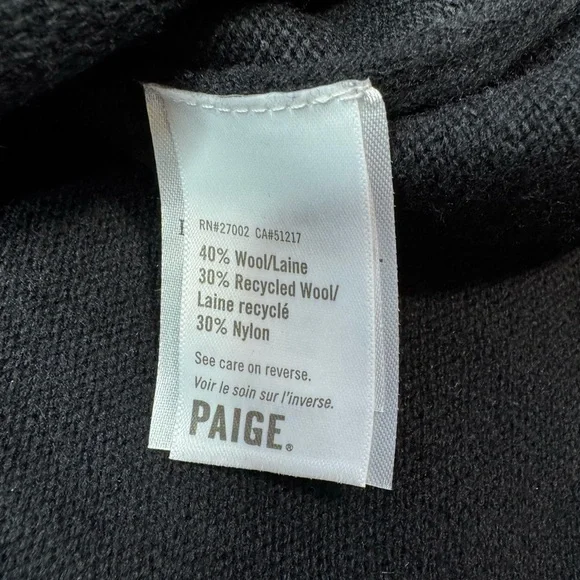 RN#27002 CA#51217
40% Wool/Laine
30% Recycled Wool/
Laine recyclé
30% Nylon
See care on reverse.
Voir le soin sur l'inverse.
PAIGE®